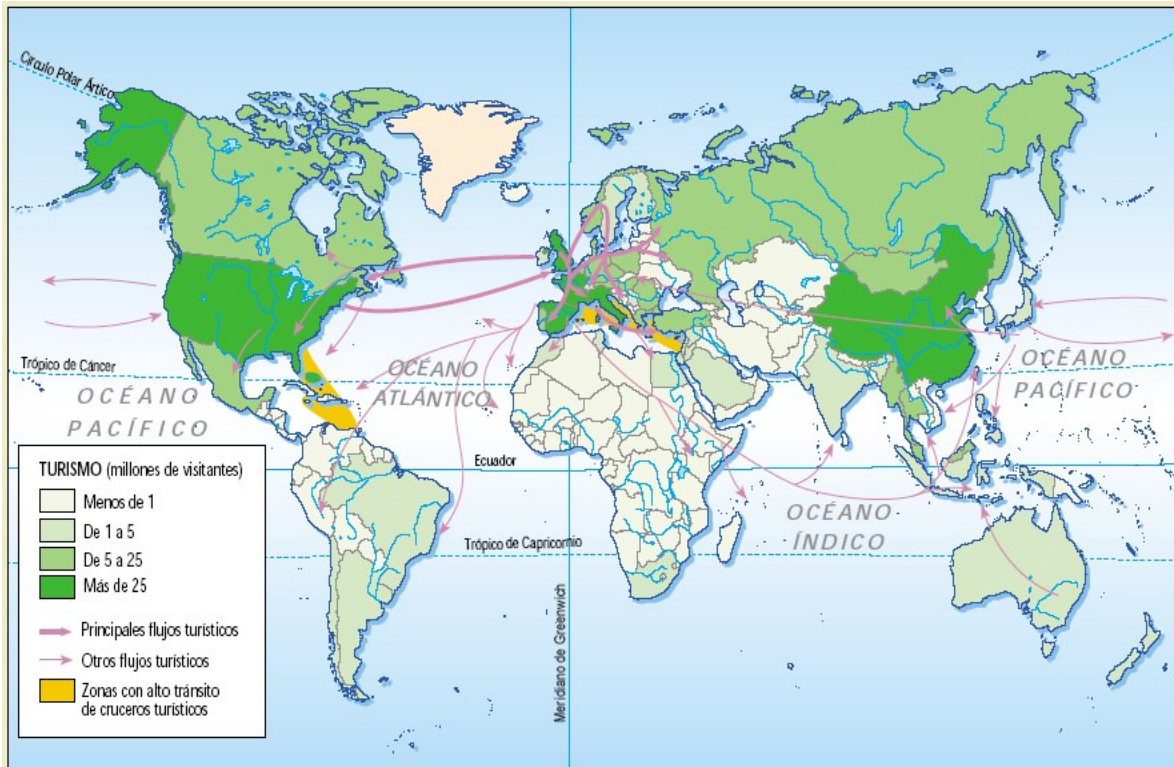 Círculo Polar Ártico
Trópico de Cáncer
OCÉANO
PACÍFICO
OCÉANO
ATLÁNTICO
OCÉANO
PACÍFICO
Ecuador
OCÉANO
ÍNDICO
Trópico de Capricornio
Meridiano de Greenwich
TURISMO (millones de visitantes)
Menos de 1
De 1 a 5
De 5 a 25
Más de 25
Principales flujos turísticos
Otros flujos turísticos
Zonas con alto tránsito
de cruceros turísticos